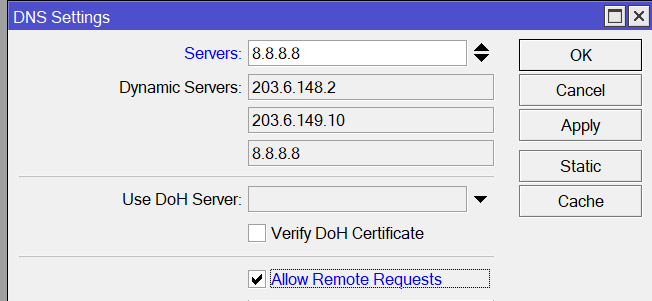 DNS Settings
Servers: 8.8.8.8
OK
Dynamic Servers: 203.6.148.2
Cancel
203.6.149.10
Apply
8.8.8.8
Static
Use DoH Server:
Cache
Verify DoH Certificate
Allow Remote Requests